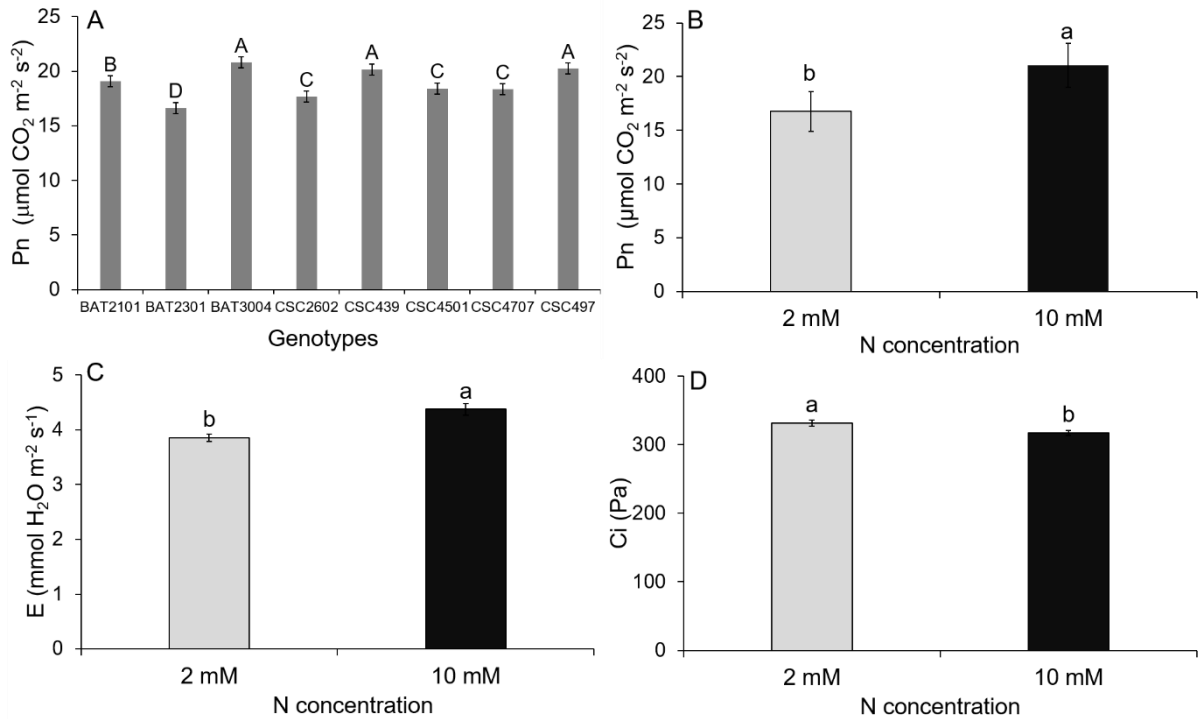 A
Pn (μmol CO₂ m⁻² s⁻²)
25
20
15
10
5
0
B
D
A
C
A
C
C
A
BAT2101 BAT2301 BAT3004 CSC2602 CSC439 CSC4501 CSC4707 CSC497
Genotypes
B
Pn (μmol CO₂ m⁻² s⁻²)
25
20
15
10
5
0
b
a
2 mM 10 mM
N concentration
C
E (mmol H₂O m⁻² s⁻¹)
5
4
3
2
1
0
b
a
2 mM 10 mM
N concentration
D
Ci (Pa)
400
300
200
100
0
a
b
2 mM 10 mM
N concentration